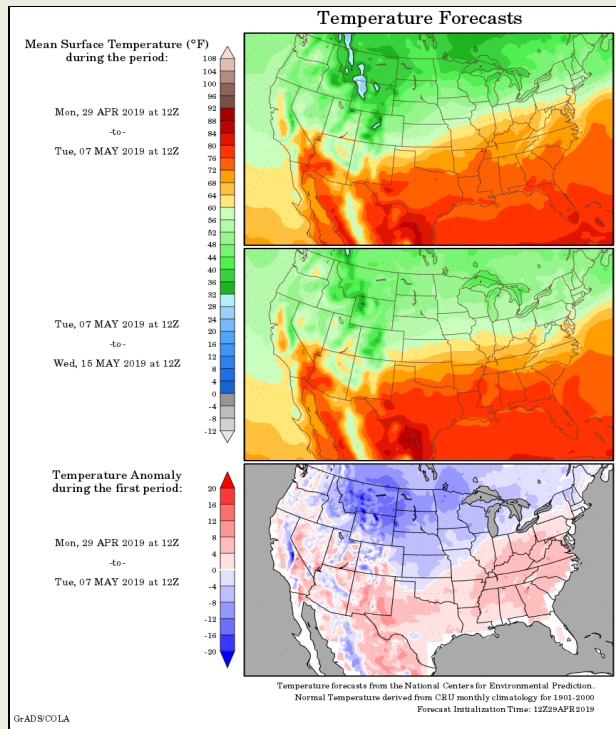 Temperature Forecasts
Mean Surface Temperature (°F)
during the period:
Mon, 29 APR 2019 at 12Z
-to-
Tue, 07 MAY 2019 at 12Z
108
104
100
96
92
88
84
80
76
72
68
64
60
56
52
48
44
40
36
32
28
24
20
16
12
8
4
0
-4
-8
-12
Tue, 07 MAY 2019 at 12Z
-to-
Wed, 15 MAY 2019 at 12Z
Temperature Anomaly
during the first period:
Mon, 29 APR 2019 at 12Z
-to-
Tue, 07 MAY 2019 at 12Z
20
16
12
8
4
0
-4
-8
-12
-16
-20
Temperature forecasts from the National Centers for Environmental Prediction.
Normal Temperature derived from CRU monthly climatology for 1901-2000
Forecast Initialization Time: 12Z29APR2019
GrADS/COLA